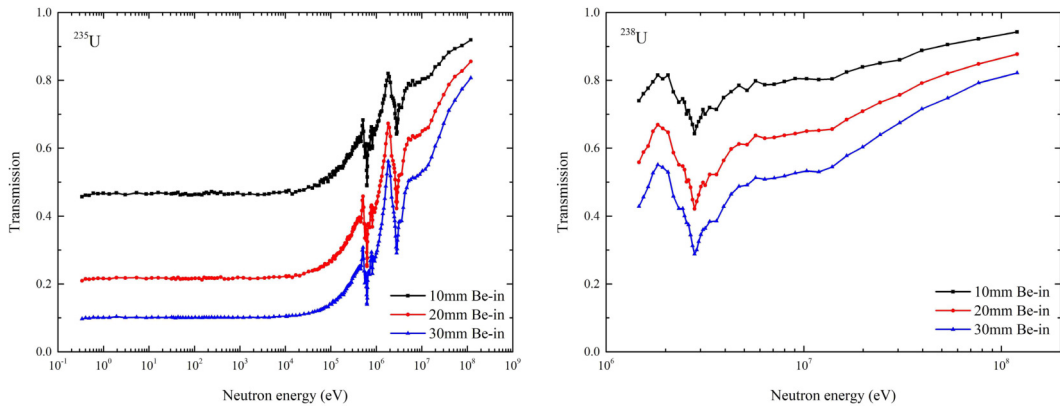 ²³⁵U
Transmission
1.0
0.8
0.6
0.4
0.2
0.0
10mm Be-in
20mm Be-in
30mm Be-in
10⁻¹ 10⁰ 10¹ 10² 10³ 10⁴ 10⁵ 10⁶ 10⁷ 10⁸ 10⁹
Neutron energy (eV)
²³⁸U
Transmission
1.0
0.8
0.6
0.4
0.2
0.0
10mm Be-in
20mm Be-in
30mm Be-in
10⁶ 10⁷ 10⁸
Neutron energy (eV)